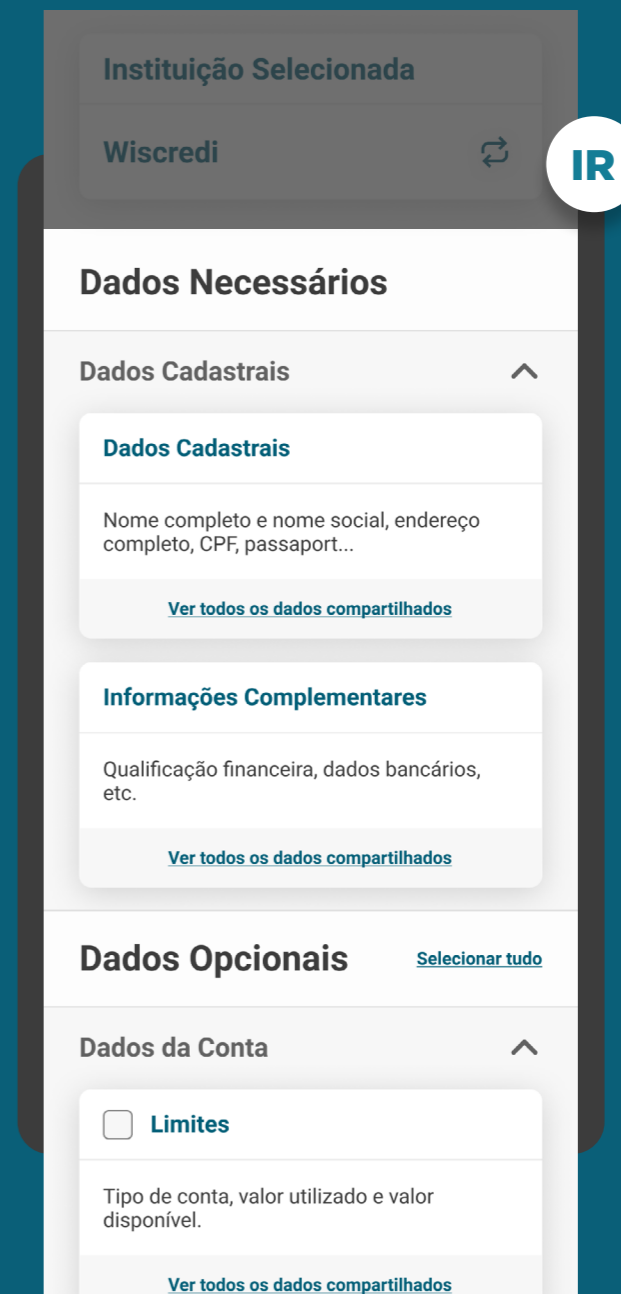 Instituição Selecionada
Wiscredi
IR
Dados Necessários
Dados Cadastrais
Dados Cadastrais
Nome completo e nome social, endereço
completo, CPF, passaport...
Ver todos os dados compartilhados
Informações Complementares
Qualificação financeira, dados bancários,
etc.
Ver todos os dados compartilhados
Dados Opcionais
Selecionar tudo
Dados da Conta
Limites
Tipo de conta, valor utilizado e valor
disponível.
Ver todos os dados compartilhados